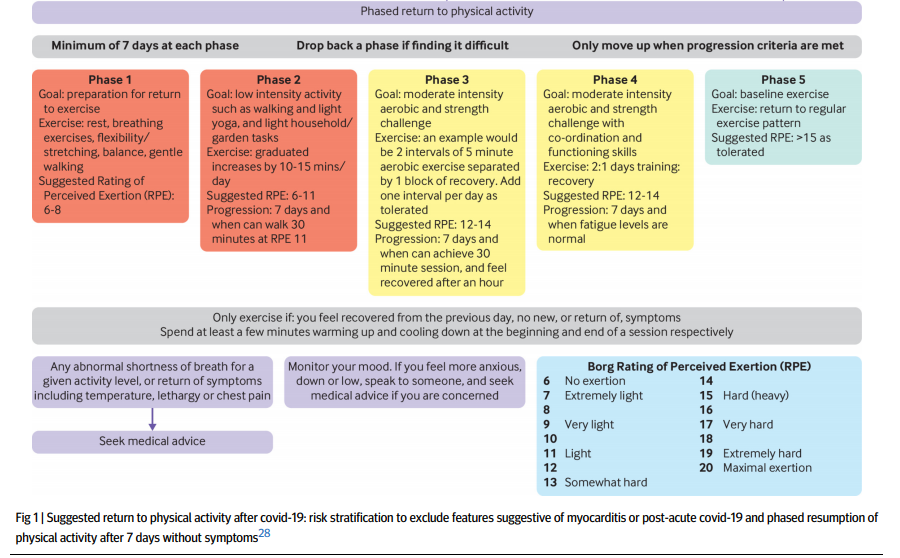 Phased return to physical activity
Minimum of 7 days at each phase
Drop back a phase if finding it difficult
Only move up when progression criteria are met
Phase 1
Goal: preparation for return
to exercise
Exercise: rest, breathing
exercises, flexibility/
stretching, balance, gentle
walking
Suggested Rating of
Perceived Exertion (RPE):
6-8
Phase 2
Goal: low intensity activity
such as walking and light
yoga, and light household/
garden tasks
Exercise: graduated
increases by 10-15 mins/
day
Suggested RPE: 6-11
Progression: 7 days and
when can walk 30
minutes at RPE 11
Phase 3
Goal: moderate intensity
aerobic and strength
challenge
Exercise: an example would
be 2 intervals of 5 minute
aerobic exercise separated
by 1 block of recovery. Add
one interval per day as
tolerated
Suggested RPE: 12-14
Progression: 7 days and
when can achieve 30
minute session, and feel
recovered after an hour
Phase 4
Goal: moderate intensity
aerobic and strength
challenge with
co-ordination and
functioning skills
Exercise: 2:1 days training:
recovery
Suggested RPE: 12-14
Progression: 7 days and
when fatigue levels are
normal
Phase 5
Goal: baseline exercise
Exercise: return to regular
exercise pattern
Suggested RPE: >15 as
tolerated
Only exercise if: you feel recovered from the previous day, no new, or return of, symptoms
Spend at least a few minutes warming up and cooling down at the beginning and end of a session respectively
Any abnormal shortness of breath for a
given activity level, or return of symptoms
including temperature, lethargy or chest pain
Seek medical advice
Monitor your mood. If you feel more anxious,
down or low, speak to someone, and seek
medical advice if you are concerned
Borg Rating of Perceived Exertion (RPE)
6 No exertion
7 Extremely light
8
9 Very light
10
11 Light
12
13 Somewhat hard
14
15 Hard (heavy)
16
17 Very hard
18
19 Extremely hard
20 Maximal exertion
Fig 1 | Suggested return to physical activity after covid-19: risk stratification to exclude features suggestive of myocarditis or post-acute covid-19 and phased resumption of
physical activity after 7 days without symptoms28